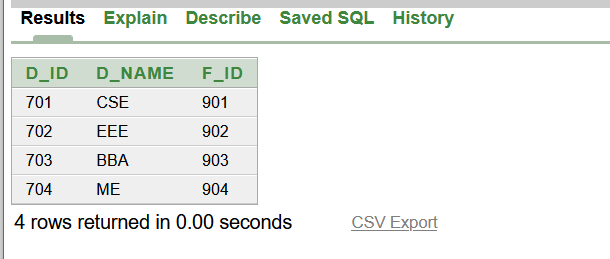 Results Explain Describe Saved SQL History
D_ID D_NAME F_ID
701 CSE 901
702 EEE 902
703 BBA 903
704 ME 904
4 rows returned in 0.00 seconds CSV Export